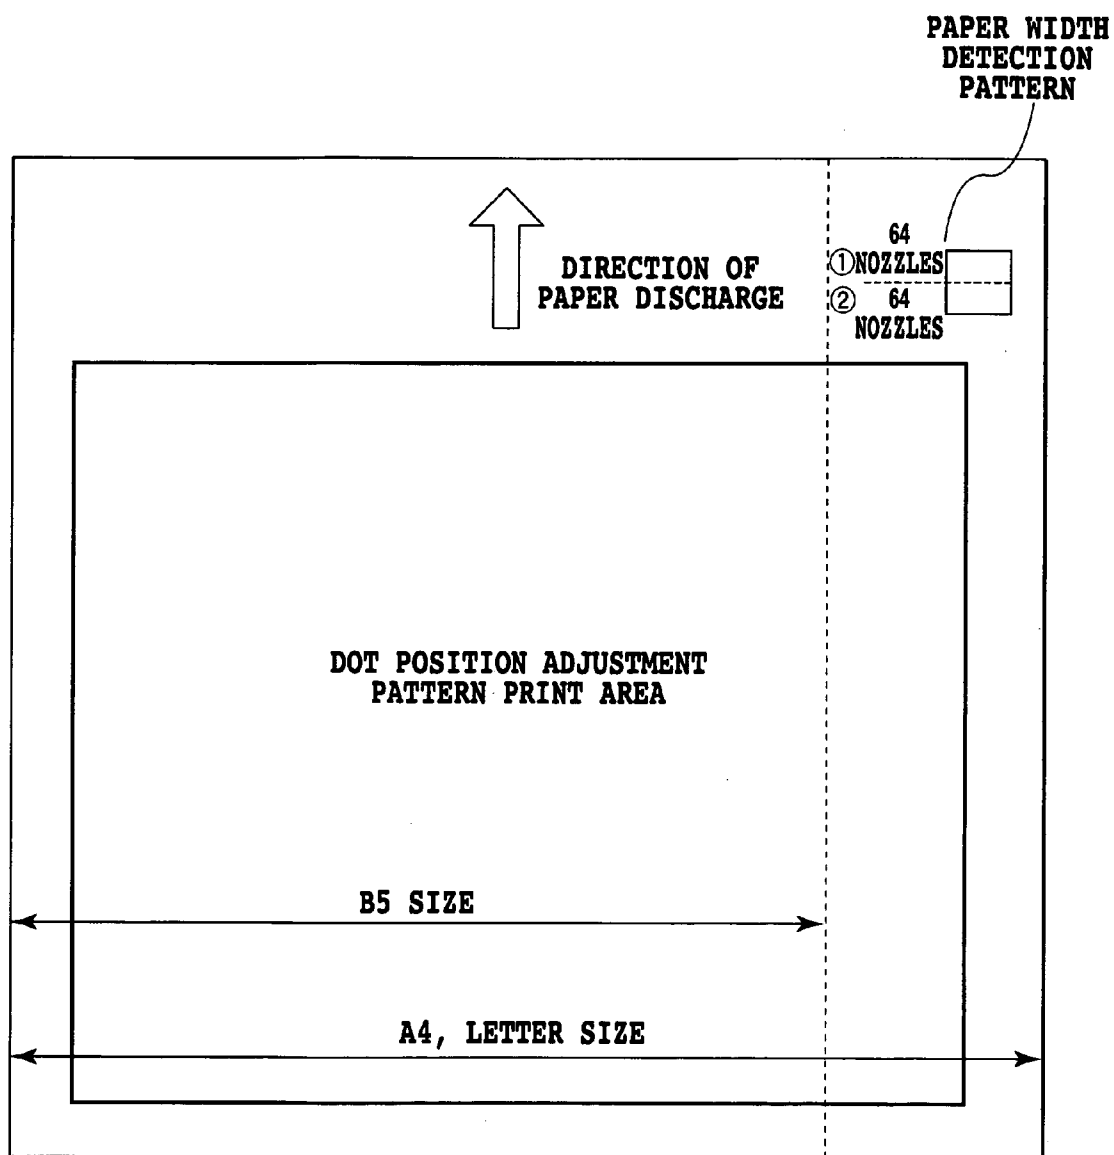 PAPER WIDTH
DETECTION
PATTERN
DIRECTION OF
PAPER DISCHARGE
64
①NOZZLES
② 64
NOZZLES
DOT POSITION ADJUSTMENT
PATTERN PRINT AREA
B5 SIZE
A4, LETTER SIZE